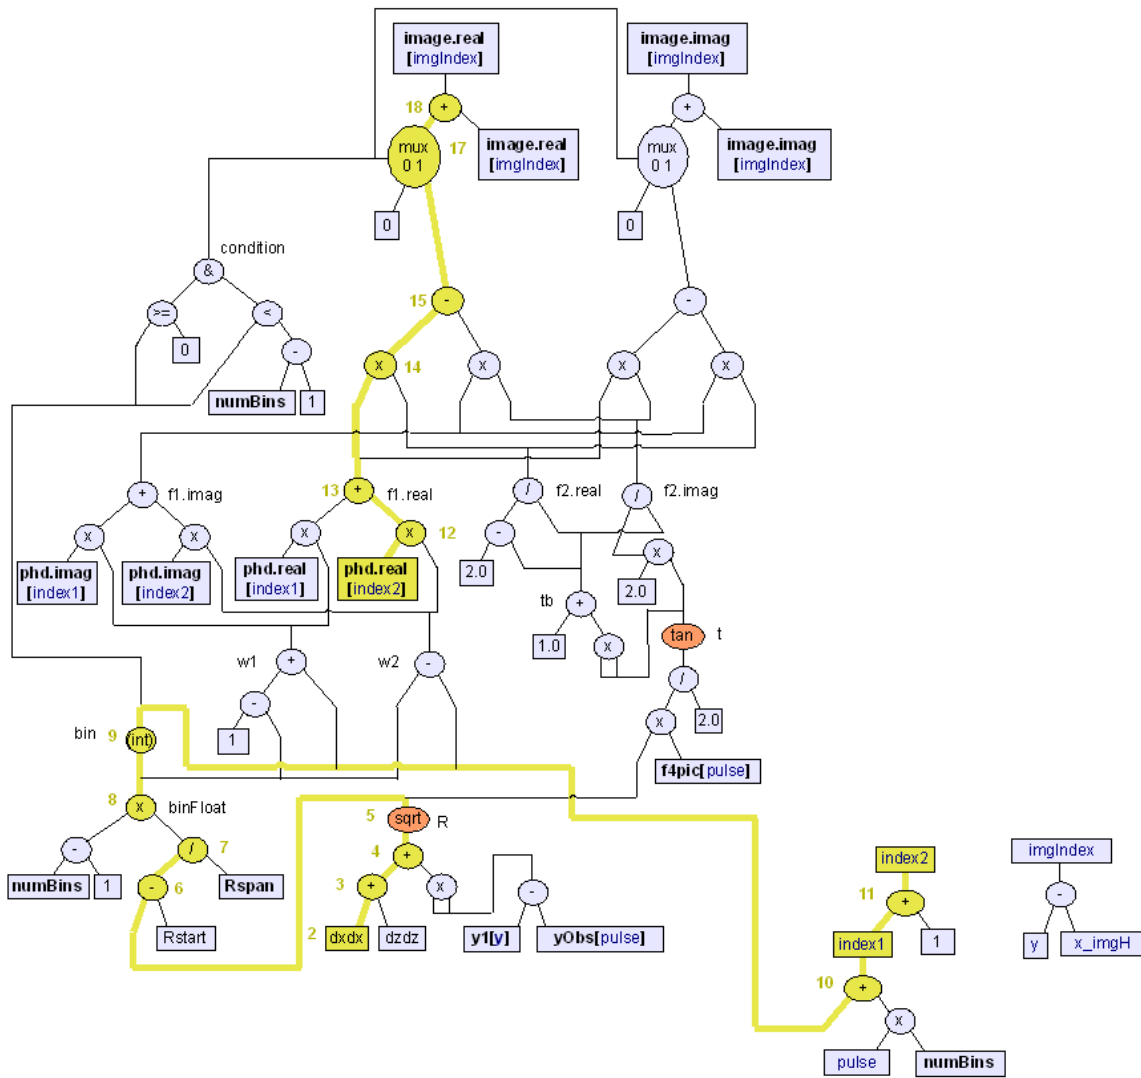 image.real
[imgIndex]
image.imag
[imgIndex]
18
+
+
mux
0 1
17
image.real
[imgIndex]
mux
0 1
image.imag
[imgIndex]
0
0
condition
&
15
-
-
>=
<
0
-
x
14
x
x
x
numBins
1
13
+
f1.imag
+
f1.real
/
f2.real
/
f2.imag
x
x
x
x
12
-
x
phd.imag
[index1]
phd.imag
[index2]
phd.real
[index1]
phd.real
[index2]
2.0
2.0
tb
+
1.0
x
tan
t
w1
+
w2
-
/
-
1
x
2.0
bin
9
(int)
f4pic[pulse]
8
x
binFloat
5
sqrt
R
-
/
7
4
+
imgIndex
index2
numBins
1
6
-
Rspan
3
+
x
-
11
+
-
Rstart
2
dxdx
dzdz
y1[y]
yObs[pulse]
index1
1
y
x_imgH
10
+
x
pulse
numBins